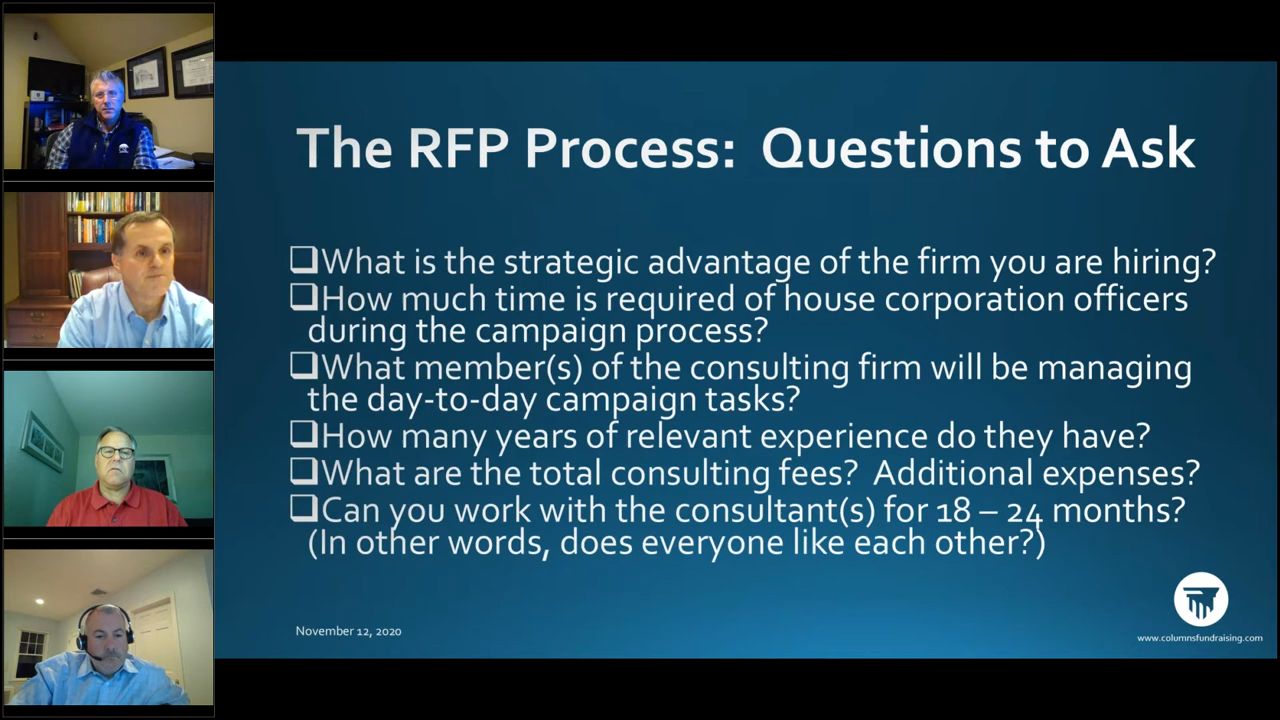 The RFP Process:  Questions to Ask
❑What is the strategic advantage of the firm you are hiring?
❑How much time is required of house corporation officers
during the campaign process?
❑What member(s) of the consulting firm will be managing
the day-to-day campaign tasks?
❑How many years of relevant experience do they have?
❑What are the total consulting fees?  Additional expenses?
❑Can you work with the consultant(s) for 18 – 24 months?
(In other words, does everyone like each other?)
November 12, 2020
www.columnsfundraising.com